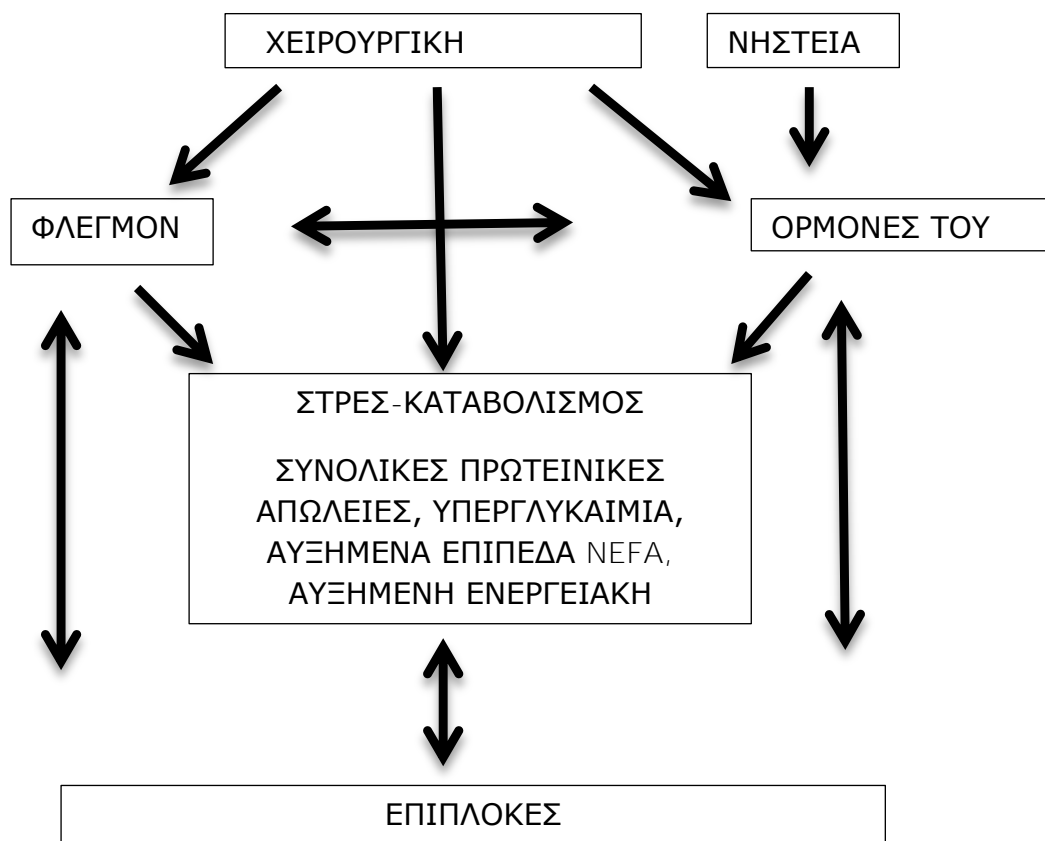 ΧΕΙΡΟΥΡΓΙΚΗ
ΝΗΣΤΕΙΑ
ΦΛΕΓΜΟΝ
ΟΡΜΟΝΕΣ ΤΟΥ
ΣΤΡΕΣ-ΚΑΤΑΒΟΛΙΣΜΟΣ
ΣΥΝΟΛΙΚΕΣ ΠΡΩΤΕΙΝΙΚΕΣ
ΑΠΩΛΕΙΕΣ, ΥΠΕΡΓΛΥΚΑΙΜΙΑ,
ΑΥΞΗΜΕΝΑ ΕΠΙΠΕΔΑ NEFA,
ΑΥΞΗΜΕΝΗ ΕΝΕΡΓΕΙΑΚΗ
ΕΠΙΠΛΟΚΕΣ